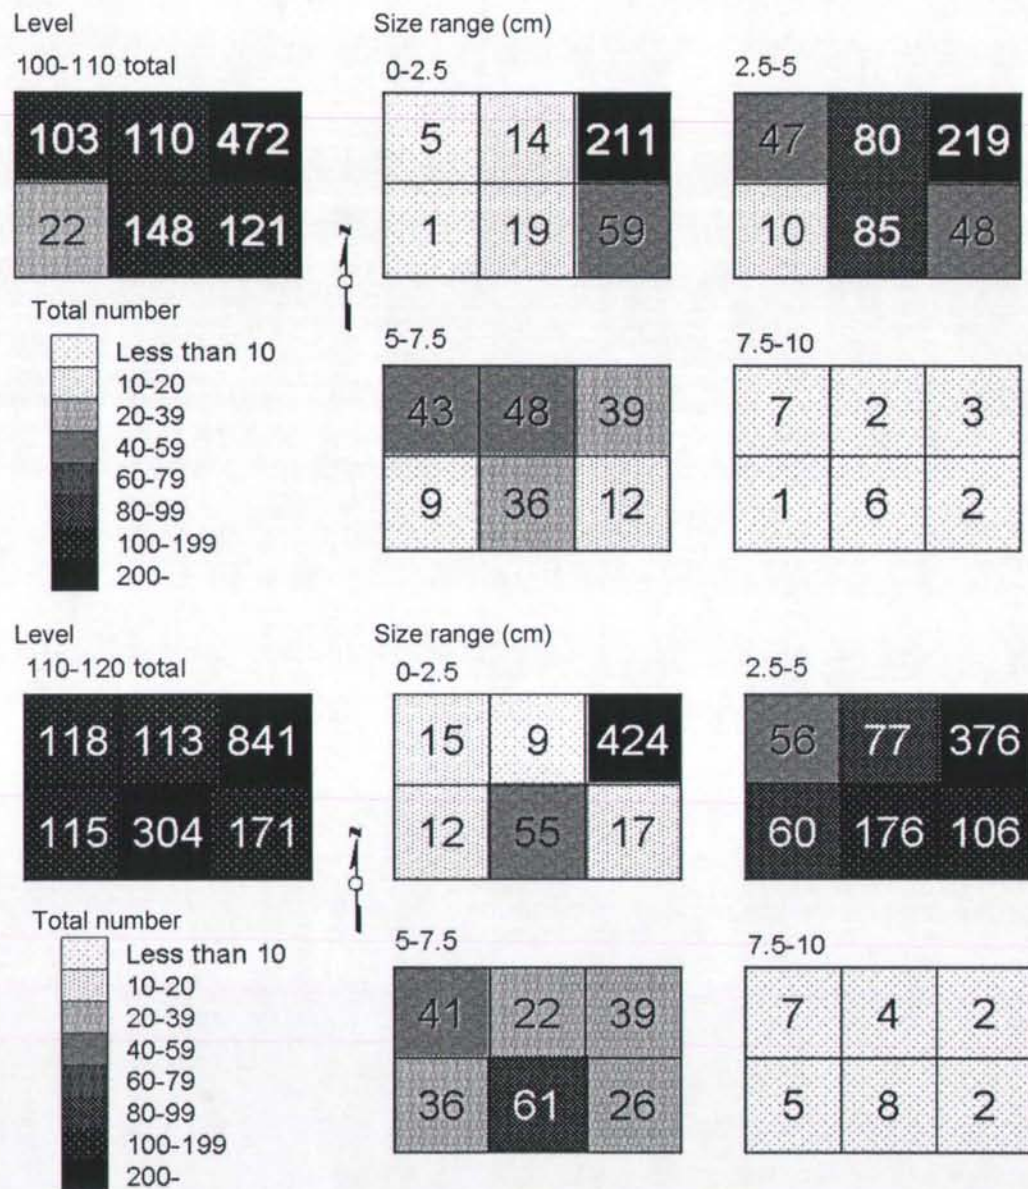 Level
100-110 total
103 110 472
22 148 121
Total number
Less than 10
10-20
20-39
40-59
60-79
80-99
100-199
200-
N
Size range (cm)
0-2.5
5 14 211
1 19 59
2.5-5
47 80 219
10 85 48
5-7.5
43 48 39
9 36 12
7.5-10
7 2 3
1 6 2
Level
110-120 total
118 113 841
115 304 171
Total number
Less than 10
10-20
20-39
40-59
60-79
80-99
100-199
200-
N
Size range (cm)
0-2.5
15 9 424
12 55 17
2.5-5
56 77 376
60 176 106
5-7.5
41 22 39
36 61 26
7.5-10
7 4 2
5 8 2